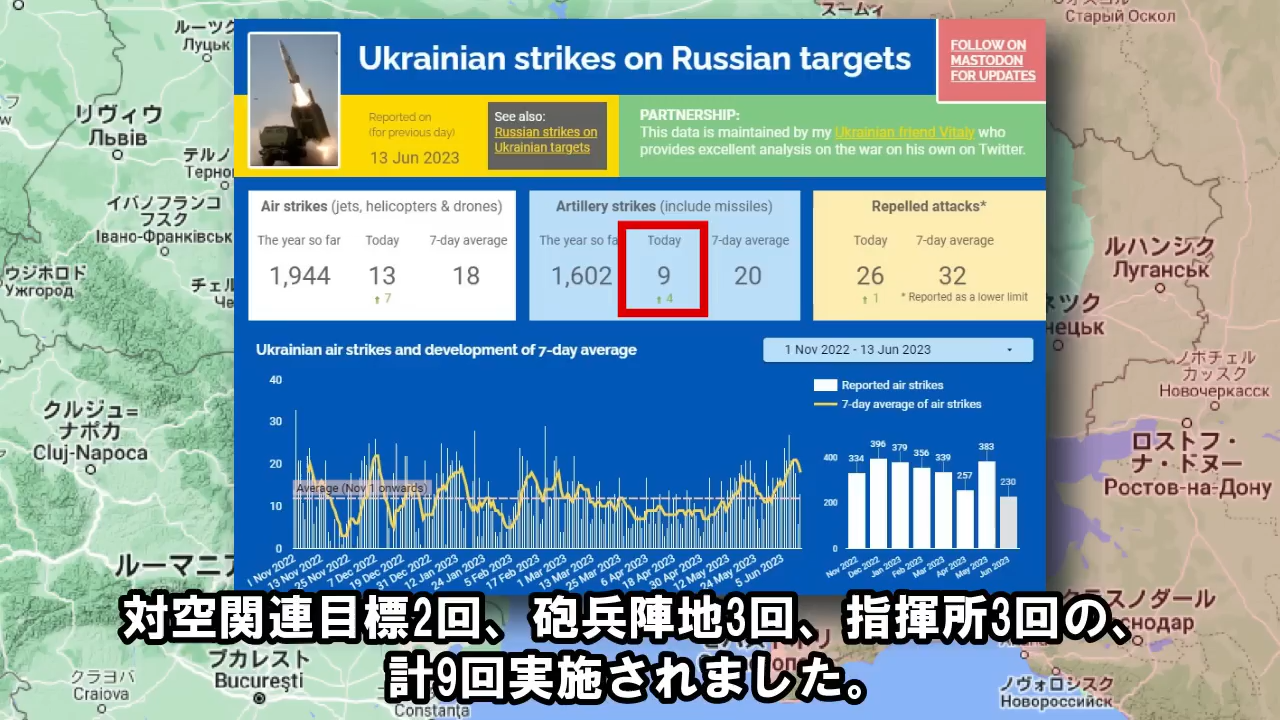 スームィ
Старый Оскол
Луцьк
リヴィウ
Львів
イバノフランコ
フスク
Івано-Франківськ
ウジホロド
Ужгород
クルジュ=
ナポカ
Cluj-Napoca
ルーマニア
ブカレスト
București
クラヨバ
Craiova
Constanța
ルハンシク
Луганськ
ノボチェル
カッスク
Новочеркасск
ロストフ・
ナ・ドヌー
Ростов-на-Дону
ノヴォロシスク
Новороссийск
Ukrainian strikes on Russian targets
FOLLOW ON
MASTODON
FOR UPDATES
Reported on
(for previous day)
13 Jun 2023
See also:
Russian strikes on
Ukrainian targets
PARTNERSHIP:
This data is maintained by my Ukrainian friend Vitaly who
provides excellent analysis on the war on his own on Twitter.
Air strikes (jets, helicopters & drones)
The year so far Today 7-day average
1,944 13 18
7
Artillery strikes (include missiles)
The year so fa Today 7-day average
1,602 9 20
4
Repelled attacks*
Today 7-day average
26 32
1 * Reported as a lower limit
Ukrainian air strikes and development of 7-day average
1 Nov 2022 - 13 Jun 2023
40
30
20
10
0
Average (Nov 1 onwards)
1 Nov 2022 13 Nov 2022 25 Nov 2022 7 Dec 2022 19 Dec 2022 31 Dec 2022 12 Jan 2023 24 Jan 2023 5 Feb 2023 17 Feb 2023 1 Mar 2023 13 Mar 2023 25 Mar 2023 6 Apr 2023 18 Apr 2023 30 Apr 2023 12 May 2023 24 May 2023 5 Jun 2023
Reported air strikes
7-day average of air strikes
400
200
0
334 396 379 356 339 257 383 230
Nov 2022 Dec 2022 Jan 2023 Feb 2023 Mar 2023 Apr 2023 May 2023 Jun 2023
対空関連目標2回、砲兵陣地3回、指揮所3回の、
計9回実施されました。